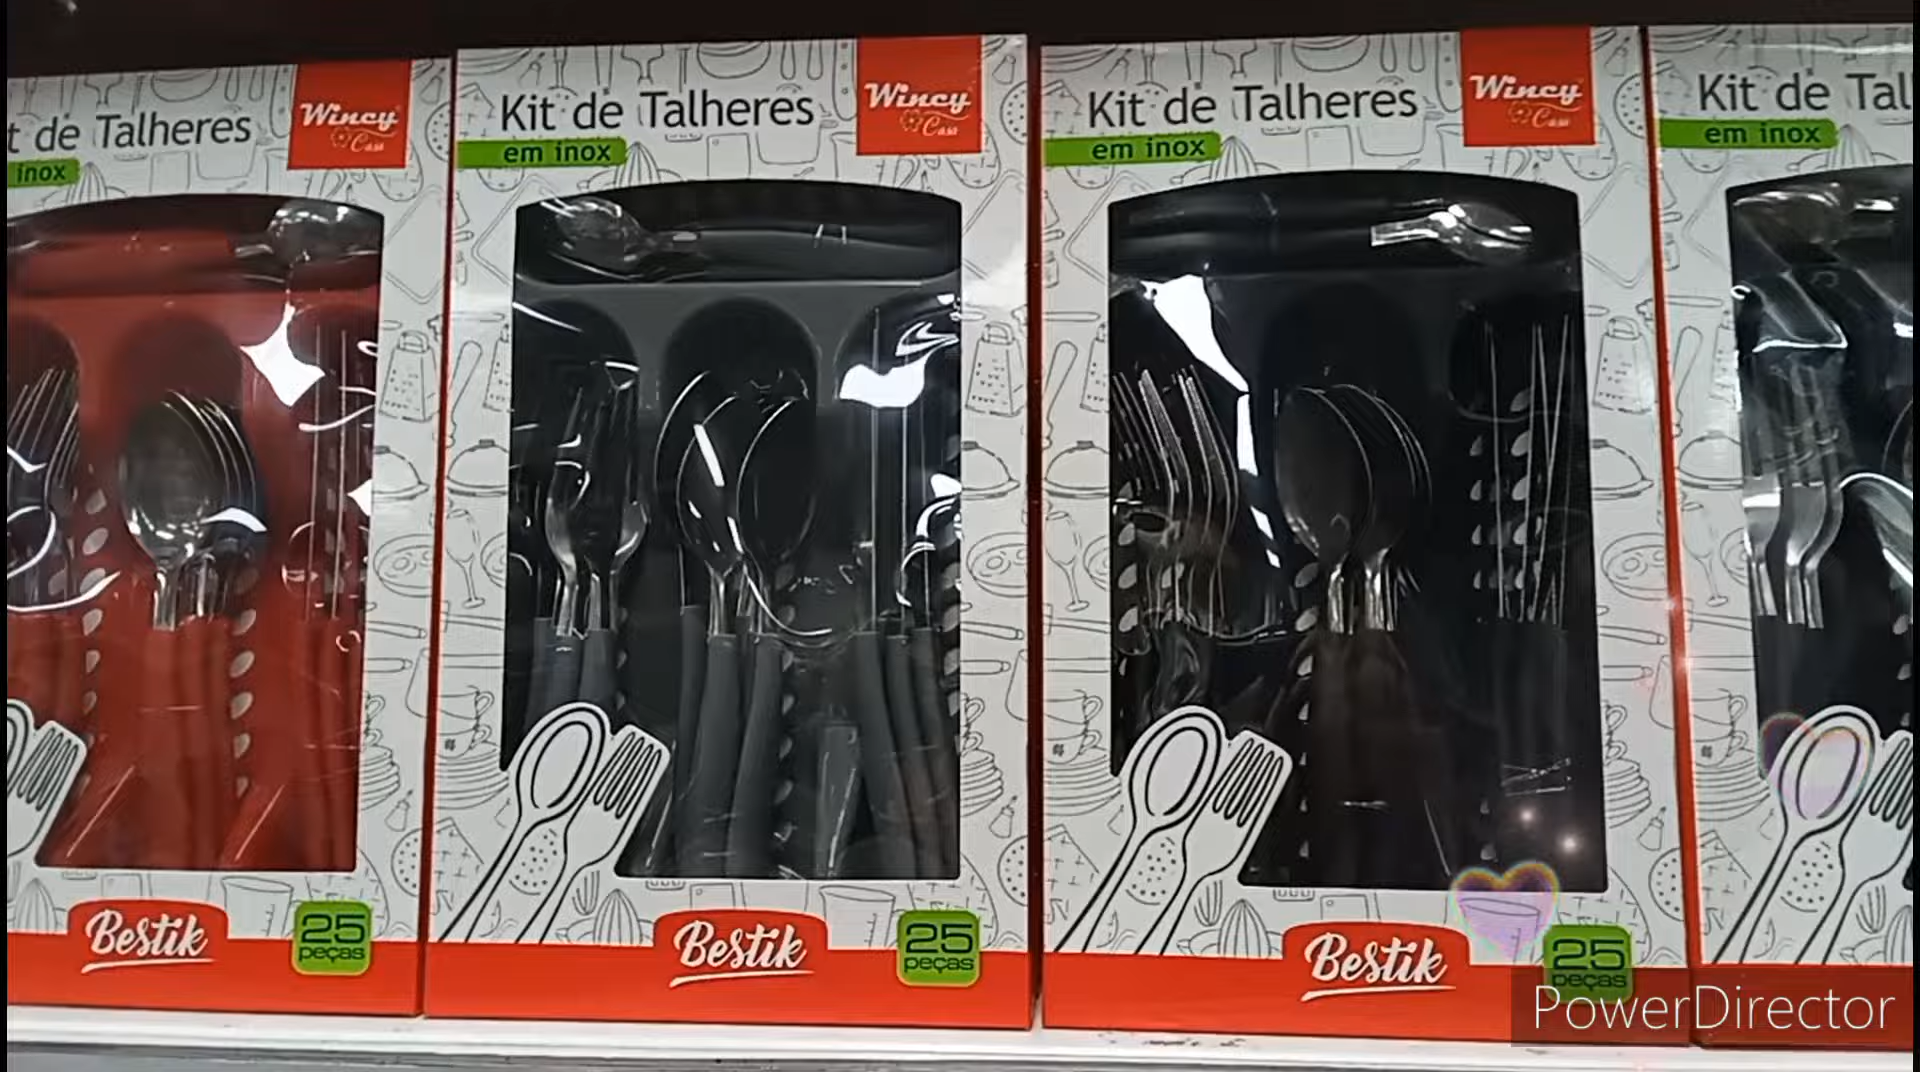 t de Talheres
inox
Wincy
Casa
Bestik
25
peças
Kit de Talheres
em inox
Wincy
Casa
Bestik
25
peças
Kit de Talheres
em inox
Wincy
Casa
Bestik
25
peças
Kit de Tal
em inox
PowerDirector